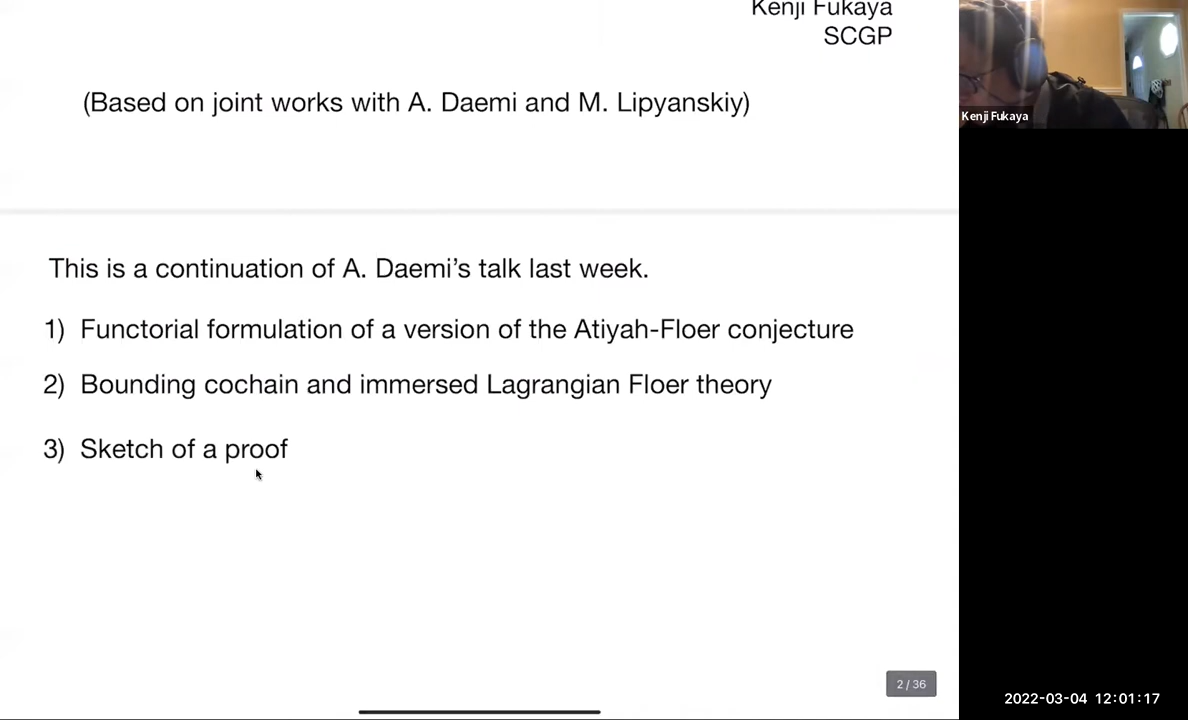 Kenji Fukaya
SCGP
(Based on joint works with A. Daemi and M. Lipyanskiy)
Kenji Fukaya
This is a continuation of A. Daemi’s talk last week.
1) Functorial formulation of a version of the Atiyah-Floer conjecture
2) Bounding cochain and immersed Lagrangian Floer theory
3) Sketch of a proof
2 / 36
2022-03-04 12:01:17